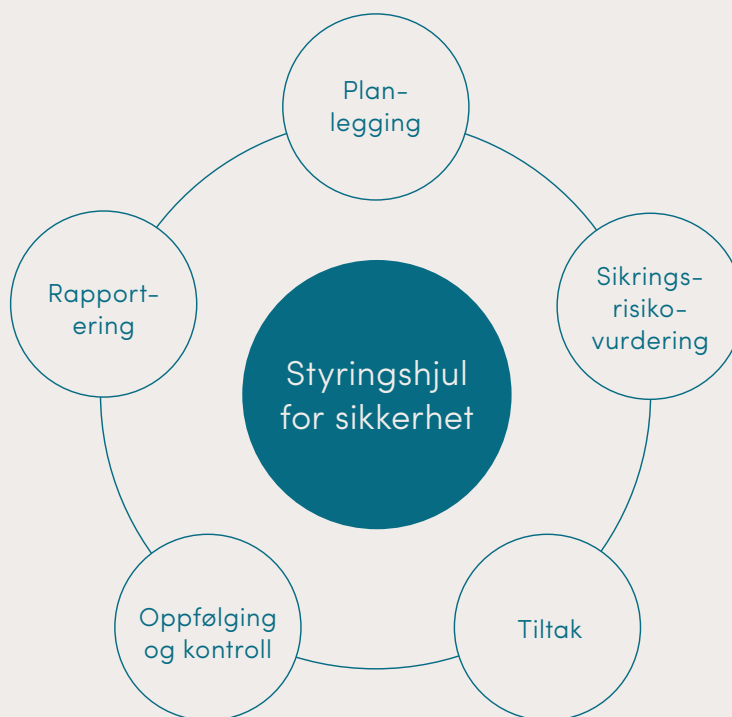 Plan-
legging
Sikrings-
risiko-
vurdering
Tiltak
Oppfølging
og kontroll
Rapport-
ering
Styringshjul
for sikkerhet